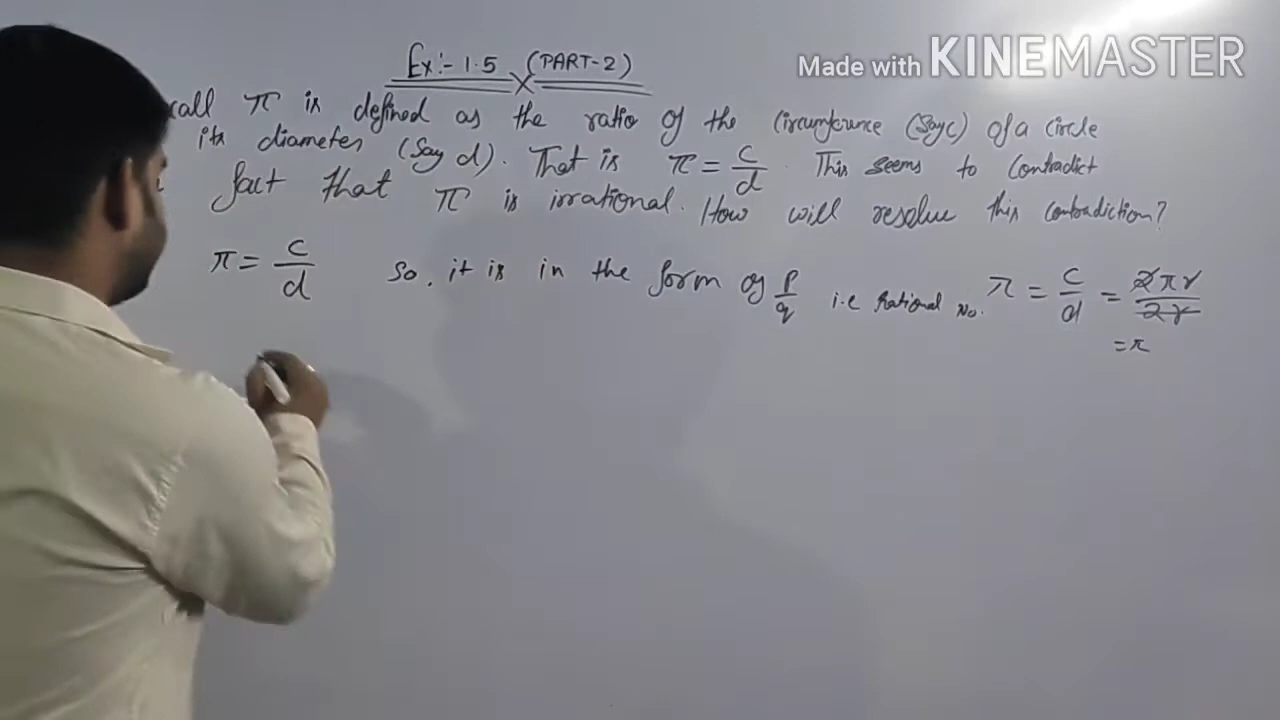 Made with KINEMASTER
Ex:- 1.5 (PART-2)
call π is defined as the ratio of the Circumference (Say c) of a circle
its diameter (Say d). That is π = c/d. This seems to Contradict
fact that π is irrational. How will resolve this contradiction?
π = c/d So, it is in the form of p/q i.e Rational No. π = c/d = 2πr/2r
= π